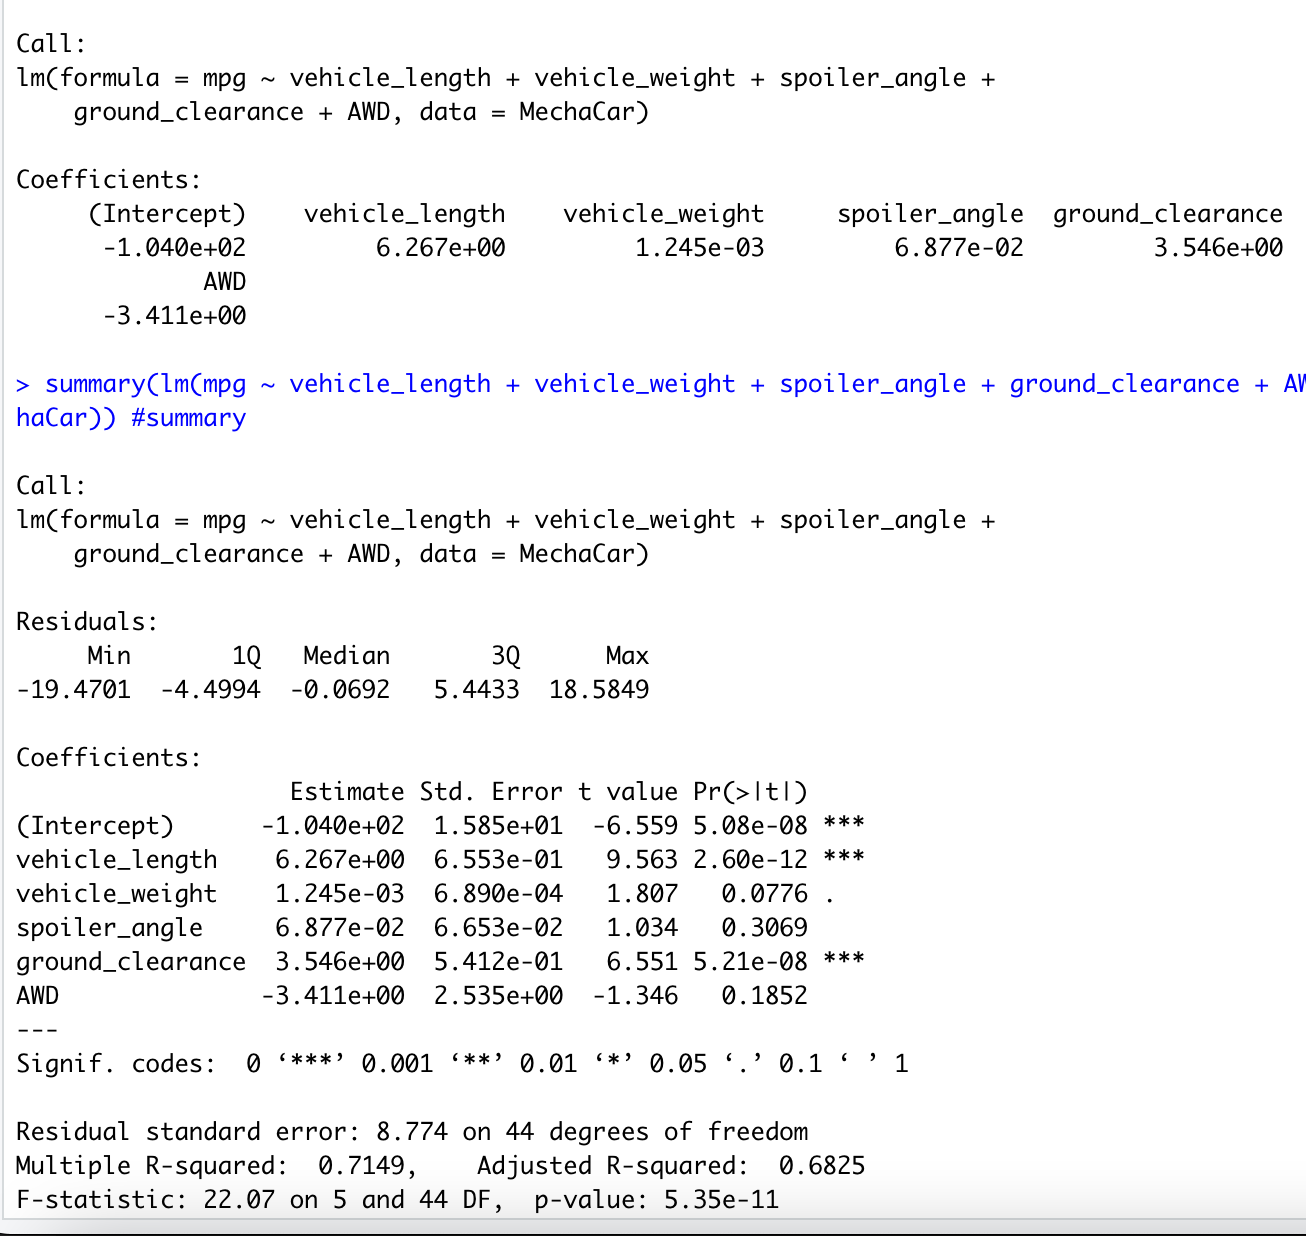 Call:
lm(formula = mpg ~ vehicle_length + vehicle_weight + spoiler_angle +
    ground_clearance + AWD, data = MechaCar)

Coefficients:
     (Intercept)    vehicle_length    vehicle_weight     spoiler_angle  ground_clearance
      -1.040e+02         6.267e+00         1.245e-03         6.877e-02         3.546e+00
             AWD
      -3.411e+00

> summary(lm(mpg ~ vehicle_length + vehicle_weight + spoiler_angle + ground_clearance +
haCar)) #summary

Call:
lm(formula = mpg ~ vehicle_length + vehicle_weight + spoiler_angle +
    ground_clearance + AWD, data = MechaCar)

Residuals:
     Min       1Q   Median       3Q      Max
-19.4701  -4.4994  -0.0692   5.4433  18.5849

Coefficients:
                   Estimate Std. Error t value Pr(>|t|)
(Intercept)      -1.040e+02  1.585e+01  -6.559 5.08e-08 ***
vehicle_length    6.267e+00  6.553e-01   9.563 2.60e-12 ***
vehicle_weight    1.245e-03  6.890e-04   1.807   0.0776 .
spoiler_angle     6.877e-02  6.653e-02   1.034   0.3069
ground_clearance  3.546e+00  5.412e-01   6.551 5.21e-08 ***
AWD              -3.411e+00  2.535e+00  -1.346   0.1852
---
Signif. codes:  0 ‘***’ 0.001 ‘**’ 0.01 ‘*’ 0.05 ‘.’ 0.1 ‘ ’ 1

Residual standard error: 8.774 on 44 degrees of freedom
Multiple R-squared:  0.7149,    Adjusted R-squared:  0.6825
F-statistic: 22.07 on 5 and 44 DF,  p-value: 5.35e-11